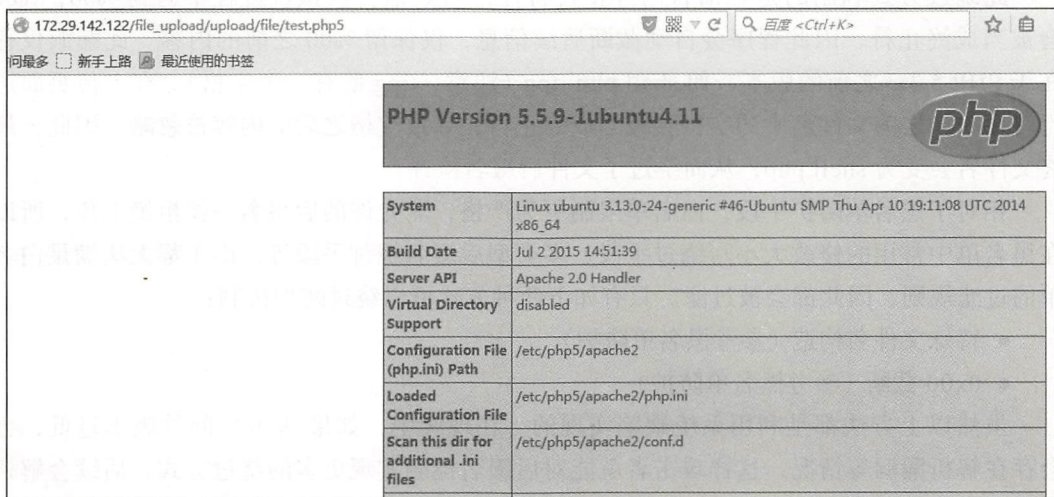 172.29.142.122/file_upload/upload/file/test.php5
百度 <Ctrl+K>
问最多 新手上路 最近使用的书签
PHP Version 5.5.9-1ubuntu4.11
php
System
Linux ubuntu 3.13.0-24-generic #46-Ubuntu SMP Thu Apr 10 19:11:08 UTC 2014
x86_64
Build Date
Jul 2 2015 14:51:39
Server API
Apache 2.0 Handler
Virtual Directory
Support
disabled
Configuration File
(php.ini) Path
/etc/php5/apache2
Loaded
Configuration File
/etc/php5/apache2/php.ini
Scan this dir for
additional .ini
files
/etc/php5/apache2/conf.d